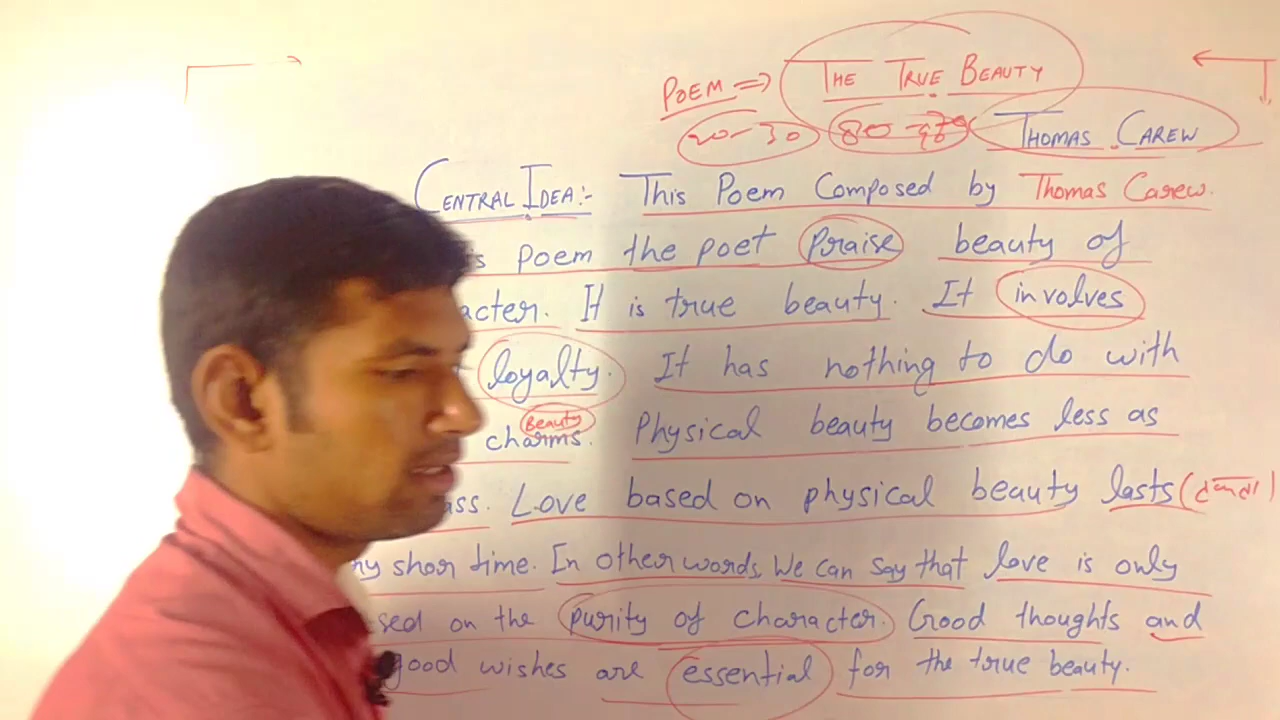 POEM => THE TRUE BEAUTY
20-30 80- THOMAS CAREW
CENTRAL IDEA:- This Poem Composed by Thomas Carew.
is poem the poet Praise beauty of
acter. It is true beauty. It involves
loyalty. It has nothing to do with
Beauty
charms. Physical beauty becomes less as
ass. Love based on physical beauty lasts
ny shor time. In other words, We can say that love is only
sed on the purity of character. Good thoughts and
good wishes are essential for the true beauty.